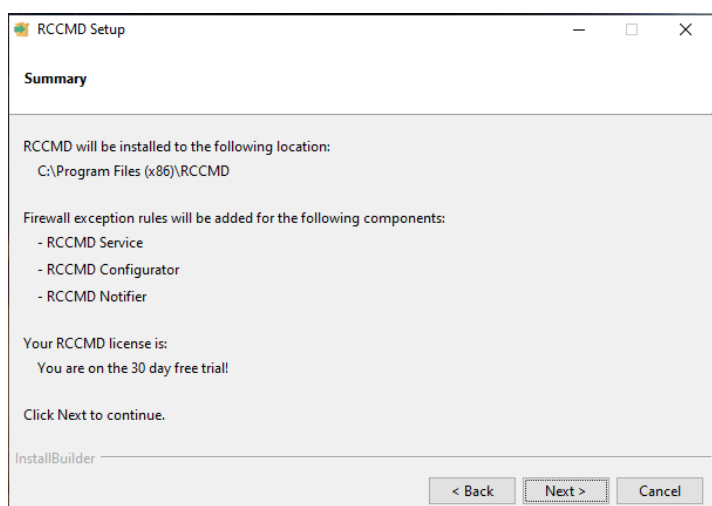 RCCMD Setup
Summary
RCCMD will be installed to the following location:
C:\Program Files (x86)\RCCMD
Firewall exception rules will be added for the following components:
- RCCMD Service
- RCCMD Configurator
- RCCMD Notifier
Your RCCMD license is:
You are on the 30 day free trial!
Click Next to continue.
InstallBuilder
< Back
Next >
Cancel